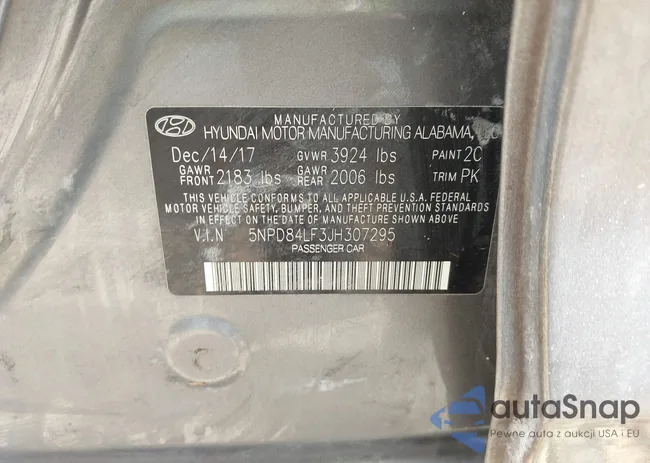 MANUFACTURED BY
HYUNDAI MOTOR MANUFACTURING ALABAMA, LLC
Dec/14/17 GVWR 3924 lbs PAINT 2C
GAWR FRONT 2183 lbs GAWR REAR 2006 lbs TRIM PK
THIS VEHICLE CONFORMS TO ALL APPLICABLE U.S.A. FEDERAL
MOTOR VEHICLE SAFETY, BUMPER, AND THEFT PREVENTION STANDARDS
IN EFFECT ON THE DATE OF MANUFACTURE SHOWN ABOVE.
V.I.N 5NPD84LF3JH307295
PASSENGER CAR
autoSnap
Pewne auta z aukcji USA i EU